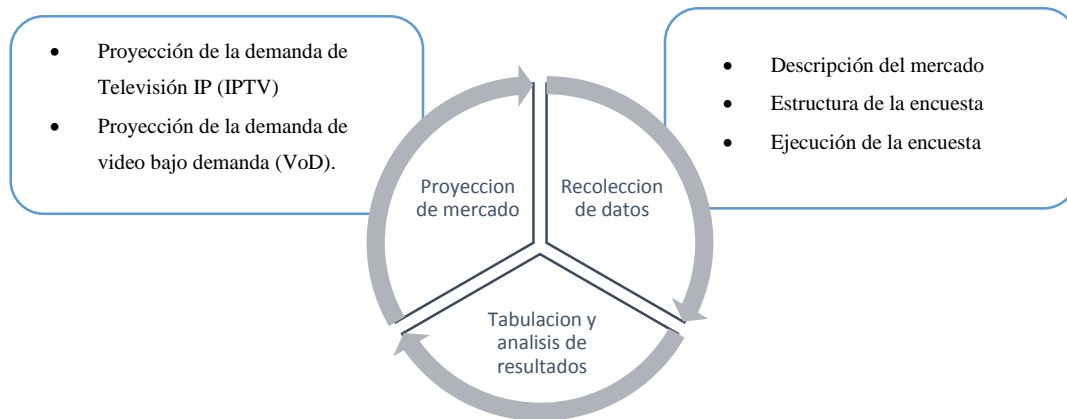 • Proyección de la demanda de
Televisión IP (IPTV)
• Proyección de la demanda de
video bajo demanda (VoD).
• Descripción del mercado
• Estructura de la encuesta
• Ejecución de la encuesta
Proyeccion
de mercado
Recoleccion
de datos
Tabulacion y
analisis de
resultados